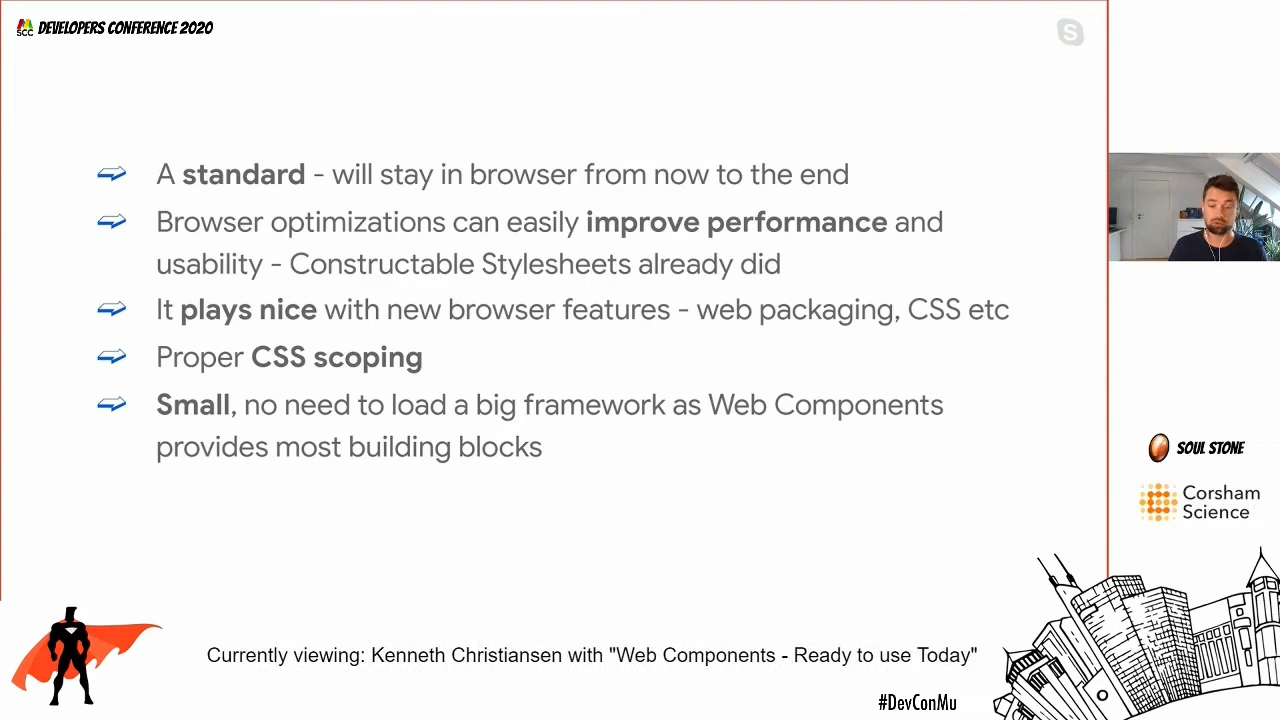 SCC DEVELOPERS CONFERENCE 2020
S
A standard - will stay in browser from now to the end
Browser optimizations can easily improve performance and
usability - Constructable Stylesheets already did
It plays nice with new browser features - web packaging, CSS etc
Proper CSS scoping
Small, no need to load a big framework as Web Components
provides most building blocks
SOUL STONE
Corsham
Science
Currently viewing: Kenneth Christiansen with "Web Components - Ready to use Today"
#DevConMu